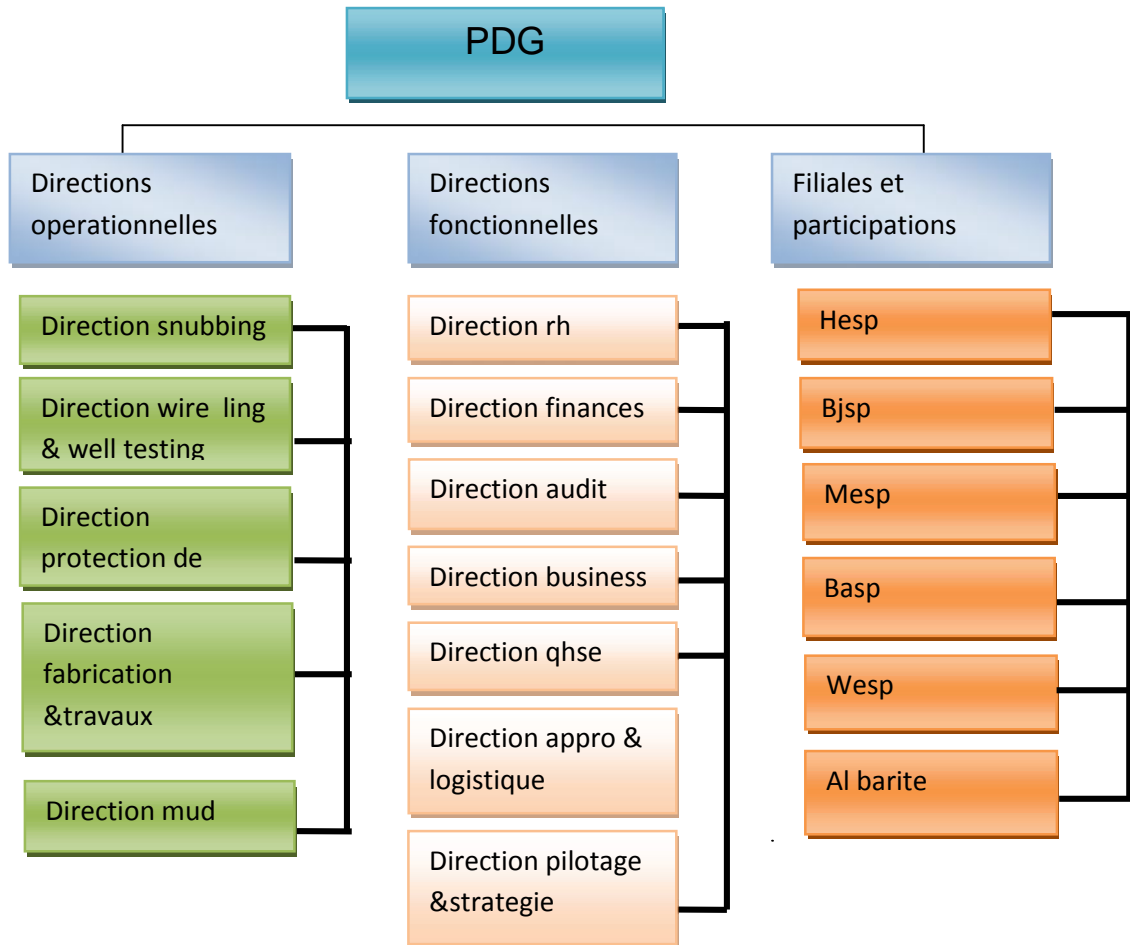 PDG
Directions
operationnelles
Directions
fonctionnelles
Filiales et
participations
Direction snubbing
Direction wire ling
& well testing
Direction
protection de
Direction
fabrication
&travaux
Direction mud
Direction rh
Direction finances
Direction audit
Direction business
Direction qhse
Direction appro &
logistique
Direction pilotage
&strategie
Hesp
Bjsp
Mesp
Basp
Wesp
Al barite